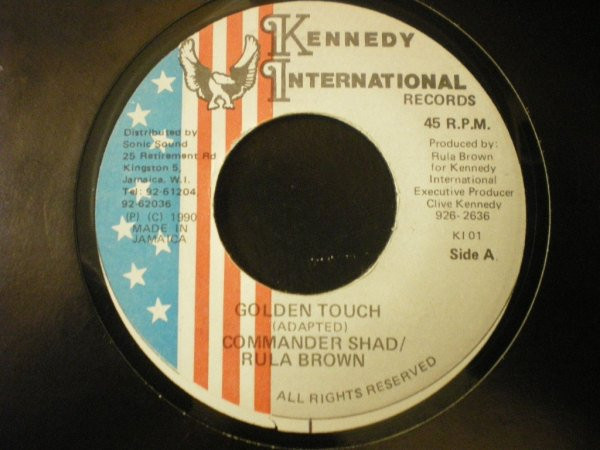 KENNEDY
INTERNATIONAL
RECORDS
45 R.P.M.
Distributed by
Sonic Sound
25 Retirement Rd
Kingston 5,
Jamaica, W.I.
Tel: 92-61204,
92-62036
(P) (C) 1990
MADE IN
JAMAICA
Produced by:
Rula Brown
for Kennedy
International
Executive Producer
Clive Kennedy
926-2636
KI 01
Side A.
GOLDEN TOUCH
(ADAPTED)
COMMANDER SHAD/
RULA BROWN
ALL RIGHTS RESERVED